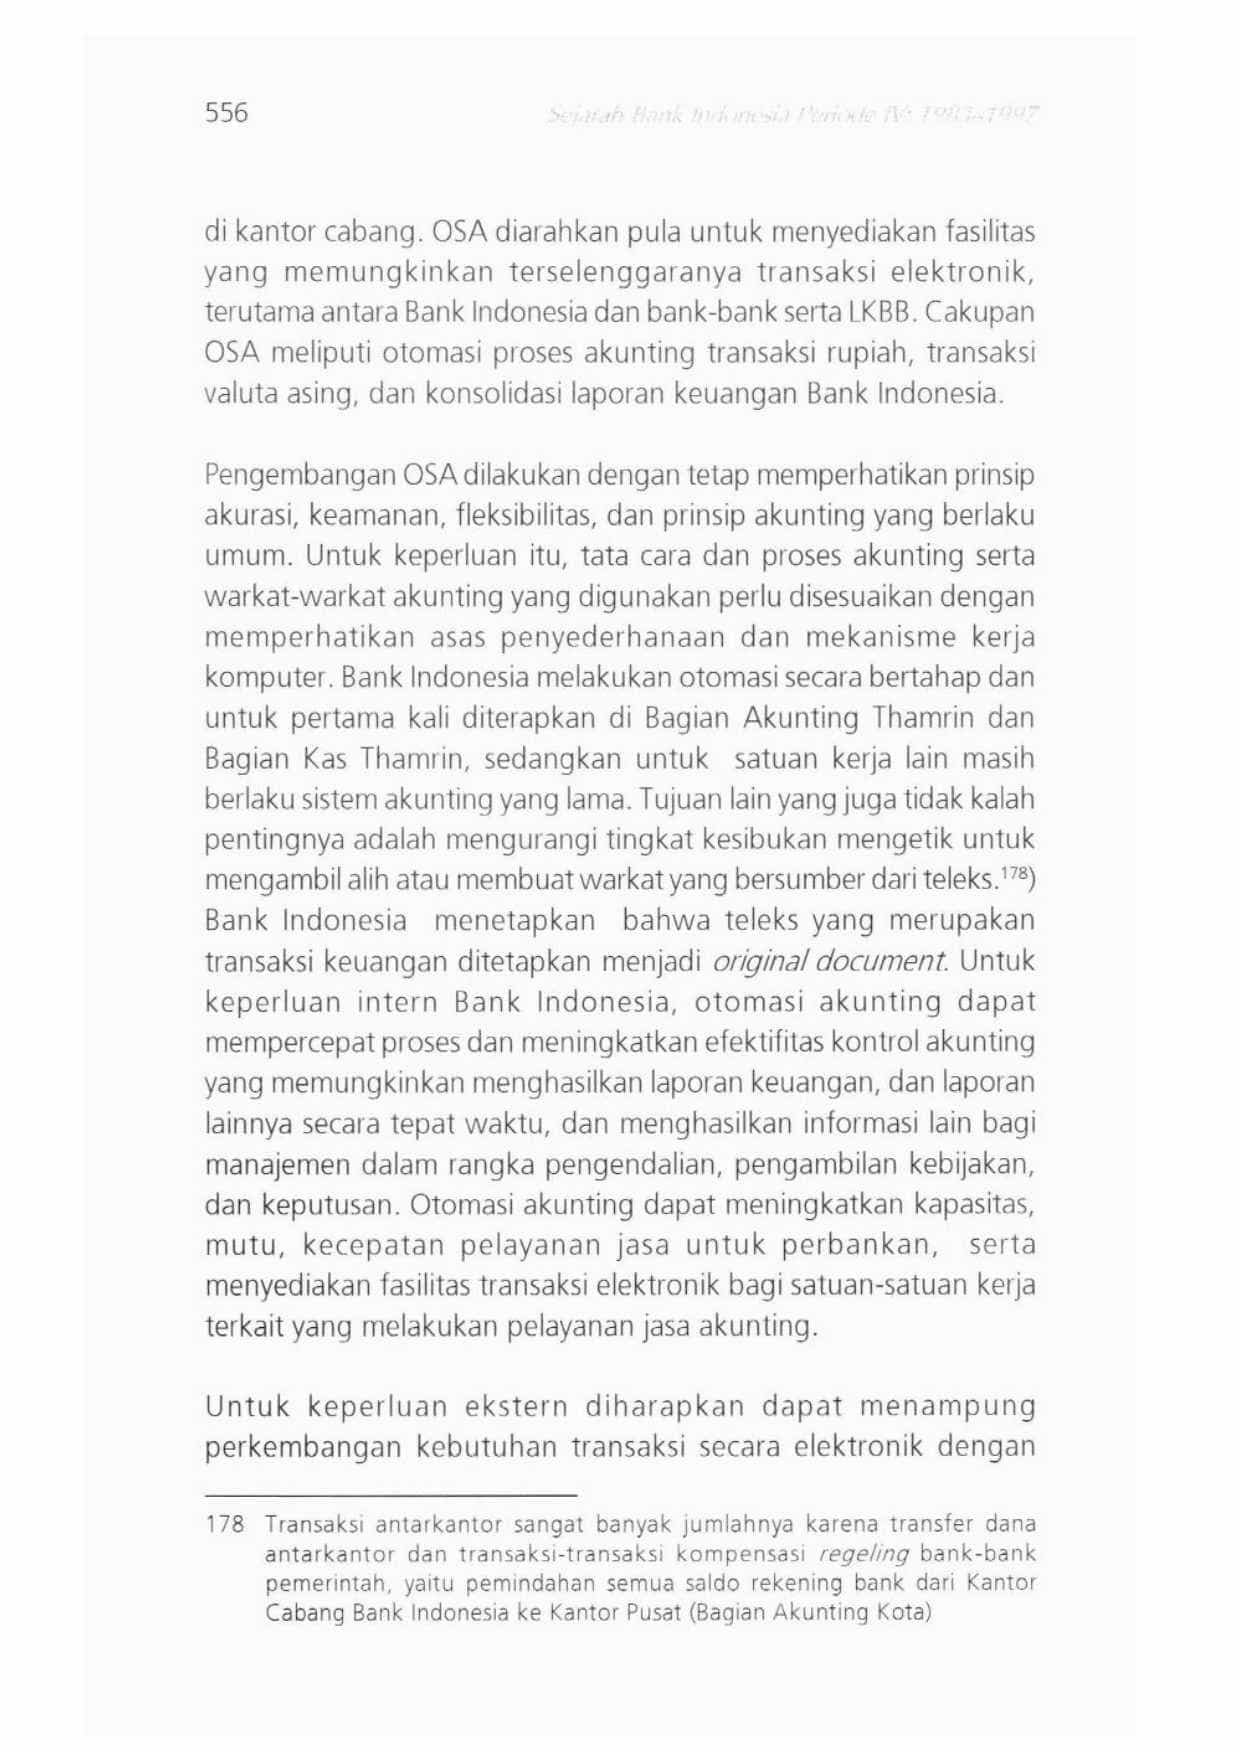 556
Sejarah Bank Indonesia Periode IV: 1983-1997
di kantor cabang. OSA diarahkan pula untuk menyediakan fasilitas
yang memungkinkan terselenggaranya transaksi elektronik,
terutama antara Bank Indonesia dan bank-bank serta LKBB. Cakupan
OSA meliputi otomasi proses akunting transaksi rupiah, transaksi
valuta asing, dan konsolidasi laporan keuangan Bank Indonesia.
Pengembangan OSA dilakukan dengan tetap memperhatikan prinsip
akurasi, keamanan, fleksibilitas, dan prinsip akunting yang berlaku
umum. Untuk keperluan itu, tata cara dan proses akunting serta
warkat-warkat akunting yang digunakan perlu disesuaikan dengan
memperhatikan asas penyederhanaan dan mekanisme kerja
komputer. Bank Indonesia melakukan otomasi secara bertahap dan
untuk pertama kali diterapkan di Bagian Akunting Thamrin dan
Bagian Kas Thamrin, sedangkan untuk satuan kerja lain masih
berlaku sistem akunting yang lama. Tujuan lain yang juga tidak kalah
pentingnya adalah mengurangi tingkat kesibukan mengetik untuk
mengambil alih atau membuat warkat yang bersumber dari teleks.¹⁷⁸)
Bank Indonesia menetapkan bahwa teleks yang merupakan
transaksi keuangan ditetapkan menjadi original document. Untuk
keperluan intern Bank Indonesia, otomasi akunting dapat
mempercepat proses dan meningkatkan efektifitas kontrol akunting
yang memungkinkan menghasilkan laporan keuangan, dan laporan
lainnya secara tepat waktu, dan menghasilkan informasi lain bagi
manajemen dalam rangka pengendalian, pengambilan kebijakan,
dan keputusan. Otomasi akunting dapat meningkatkan kapasitas,
mutu, kecepatan pelayanan jasa untuk perbankan, serta
menyediakan fasilitas transaksi elektronik bagi satuan-satuan kerja
terkait yang melakukan pelayanan jasa akunting.
Untuk keperluan ekstern diharapkan dapat menampung
perkembangan kebutuhan transaksi secara elektronik dengan
178 Transaksi antarkantor sangat banyak jumlahnya karena transfer dana
antarkantor dan transaksi-transaksi kompensasi regeling bank-bank
pemerintah, yaitu pemindahan semua saldo rekening bank dari Kantor
Cabang Bank Indonesia ke Kantor Pusat (Bagian Akunting Kota)